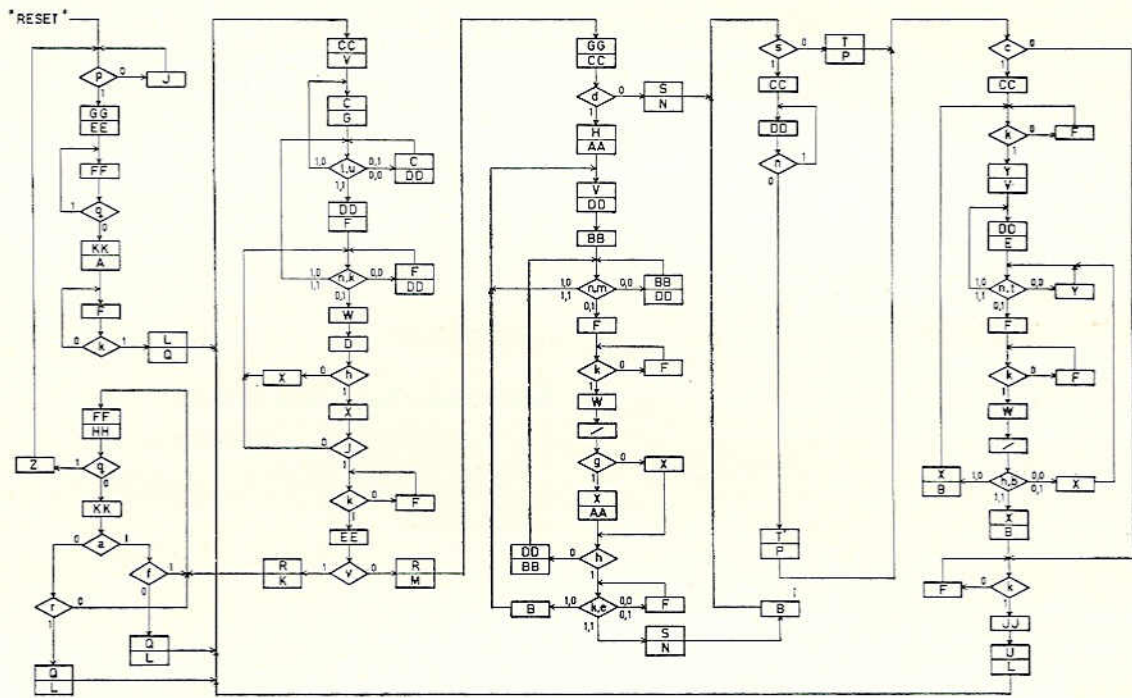 "RESET"
p
0
J
1
GG
EE
FF
q
1
0
KK
A
F
k
0
1
L
Q
FF
HH
q
1
0
Z
KK
a
0
1
f
1
0
r
0
1
Q
L
Q
L
CC
V
C
G
i,u
1,0
0,1
0,0
1,1
C
DD
DD
F
n,k
1,0
1,1
0,0
0,1
F
DD
W
D
h
0
1
X
X
j
0
1
k
0
1
F
EE
v
1
0
R
K
R
M
GG
CC
d
0
1
S
N
H
AA
V
DD
BB
n,m
1,0
1,1
0,0
0,1
BB
DD
F
k
0
1
F
W
/
g
0
1
X
X
AA
h
0
1
DD
BB
k,e
1,0
0,0
0,1
1,1
B
F
S
N
B
s
0
1
T
P
CC
DD
n
1
0
T
P
c
0
1
CC
k
0
1
F
Y
V
DD
E
n,t
1,0
1,1
0,0
0,1
Y
F
k
0
1
F
W
/
h,b
1,0
0,0
0,1
1,1
X
B
X
X
B
k
0
1
F
JJ
U
L